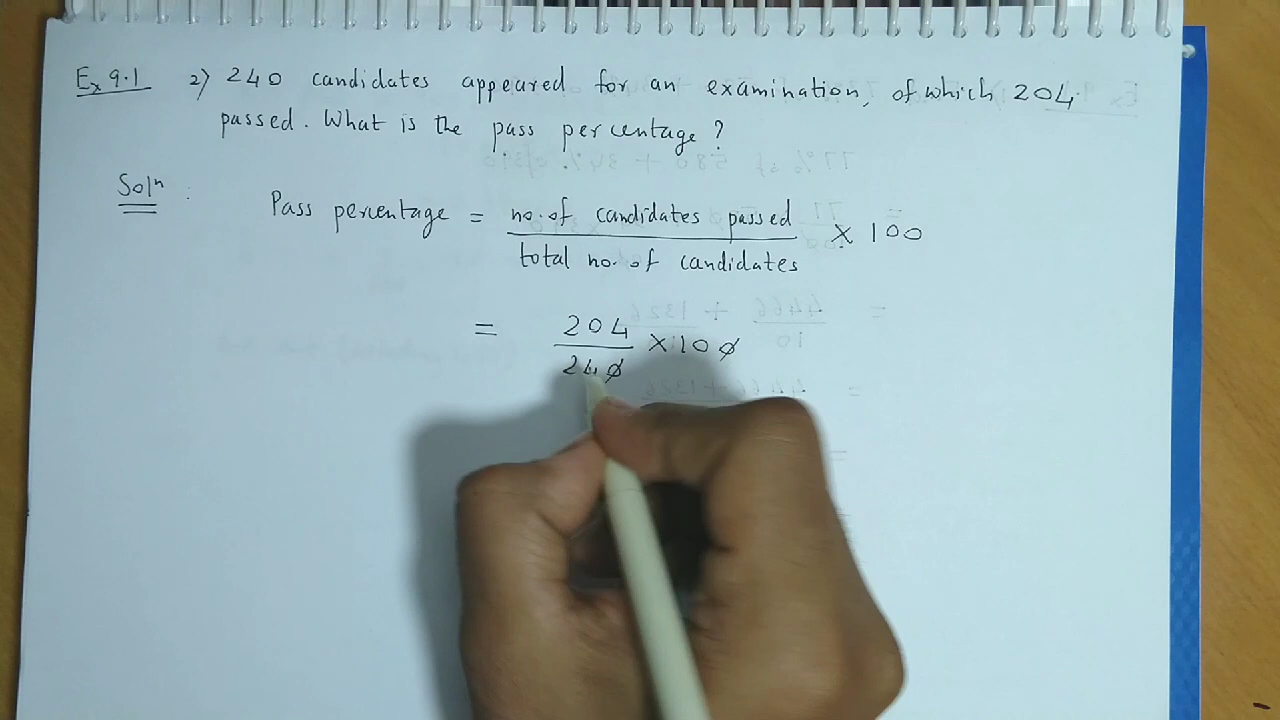 Ex 9.1 2) 240 candidates appeared for an examination, of which 204
passed. What is the pass percentage?
Solⁿ :
Pass percentage = no. of candidates passed / total no. of candidates × 100
= 204 / 240 × 100